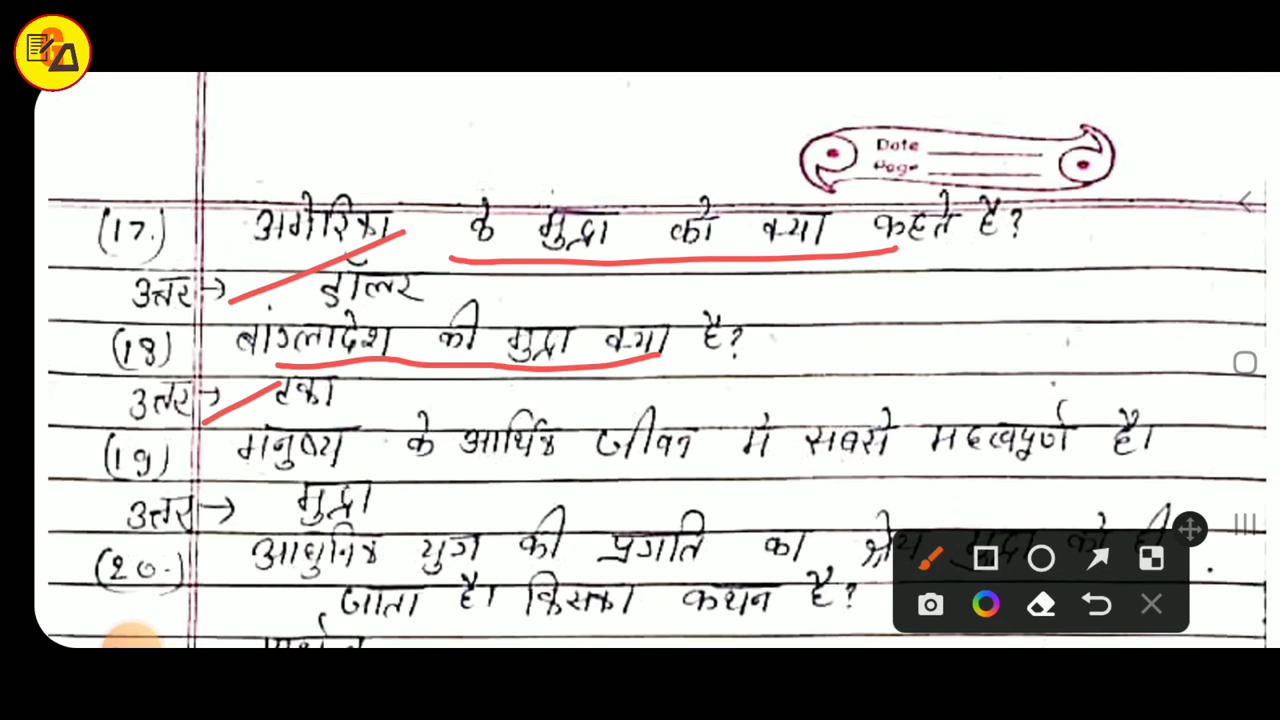 Date
Page
(17.) अमेरिका के मुद्रा को क्या कहते है?
उत्तर→ डॉलर
(18) बांग्लादेश की मुद्रा क्या है?
उत्तर→ टका
(19) मनुष्य के आर्थिक जीवन मे सबसे महत्वपूर्ण है।
उत्तर→ मुद्रा
(20.) आधुनिक युग की प्रगति का श्रेय मुद्रा को ही
जाता है। किसका कथन है?